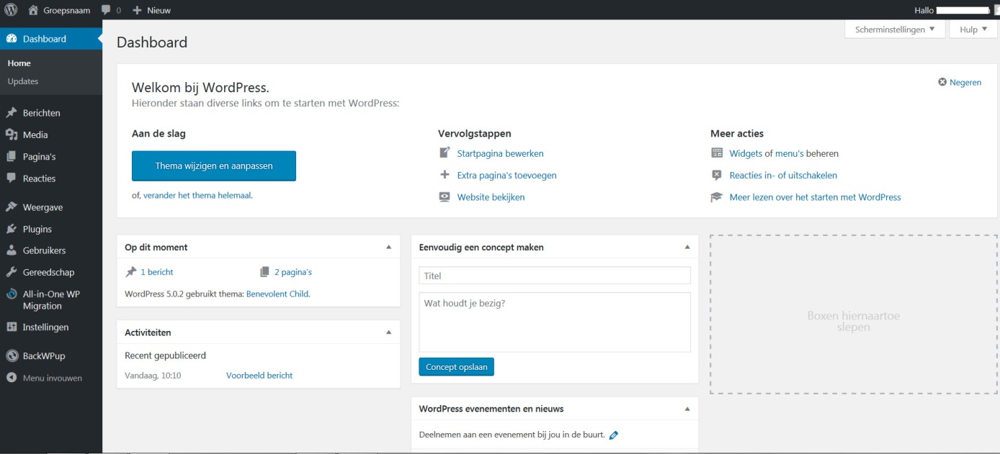 Groepsnaam 0 Nieuw Hallo
Dashboard
Home
Updates
Berichten
Media
Pagina's
Reacties
Weergave
Plugins
Gebruikers
Gereedschap
All-in-One WP
Migration
Instellingen
BackWPup
Menu invouwen
Scherminstellingen Hulp
Dashboard
Welkom bij WordPress.
Negeren
Hieronder staan diverse links om te starten met WordPress:
Aan de slag
Thema wijzigen en aanpassen
of, verander het thema helemaal.
Vervolgstappen
Startpagina bewerken
Extra pagina's toevoegen
Website bekijken
Meer acties
Widgets of menu's beheren
Reacties in- of uitschakelen
Meer lezen over het starten met WordPress
Op dit moment
1 bericht 2 pagina's
WordPress 5.0.2 gebruikt thema: Benevolent Child.
Activiteiten
Recent gepubliceerd
Vandaag, 10:10 Voorbeeld bericht
Eenvoudig een concept maken
Titel
Wat houdt je bezig?
Concept opslaan
WordPress evenementen en nieuws
Deelnemen aan een evenement bij jou in de buurt.
Boxen hiernaartoe
slepen